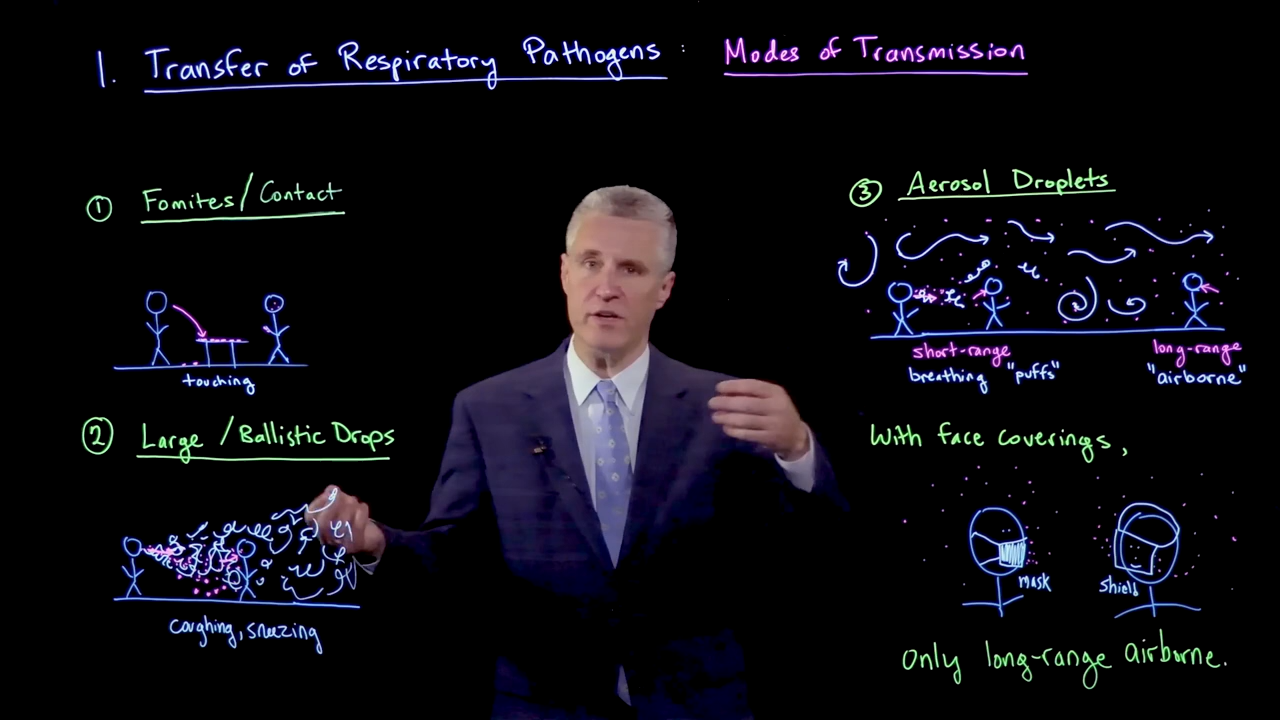 1. Transfer of Respiratory Pathogens : Modes of Transmission
① Fomites/Contact
touching
② Large/Ballistic Drops
coughing, sneezing
③ Aerosol Droplets
short-range long-range
breathing "puffs" "airborne"
With face coverings,
mask shield
Only long-range airborne.